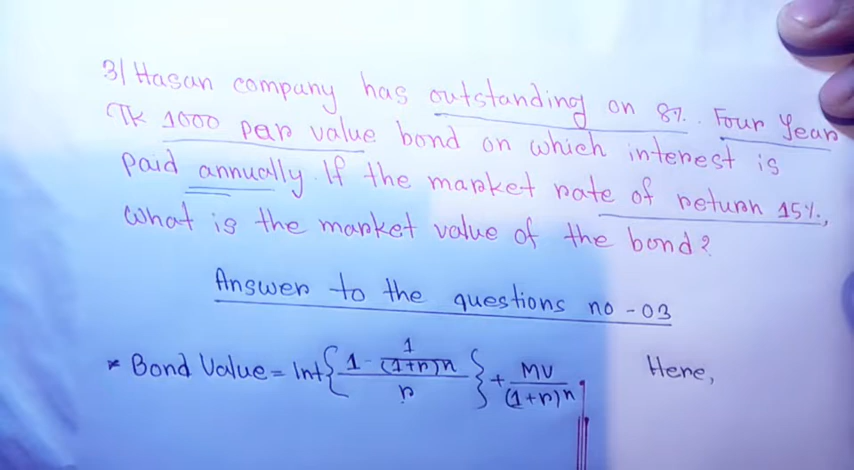 3/ Hasan company has outstanding on 8%. Four Year
TK 1000 par value bond on which interest is
paid annually. If the market rate of return 15%,
what is the market value of the bond?
Answer to the questions no - 03
* Bond Value = Int{ (1 - 1/(1+r)n) / r } + MV/(1+r)n Here,